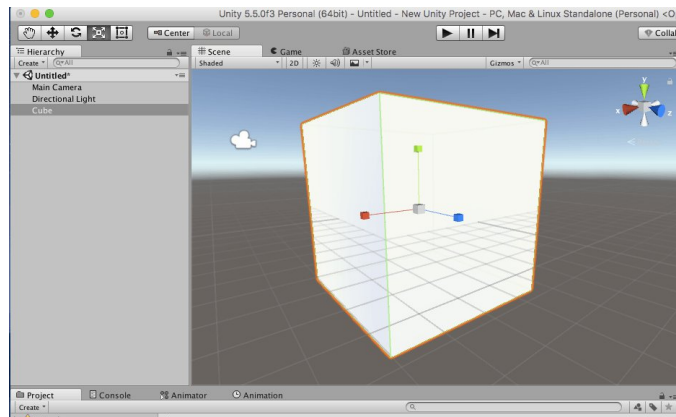 Unity 5.5.0f3 Personal (64bit) - Untitled - New Unity Project - PC, Mac & Linux Standalone (Personal) <O
Center Local Collab
Hierarchy
Create All
Untitled*
Main Camera
Directional Light
Cube
Scene Game Asset Store
Shaded 2D Gizmos All
y
x z
Project Console Animator Animation
Create